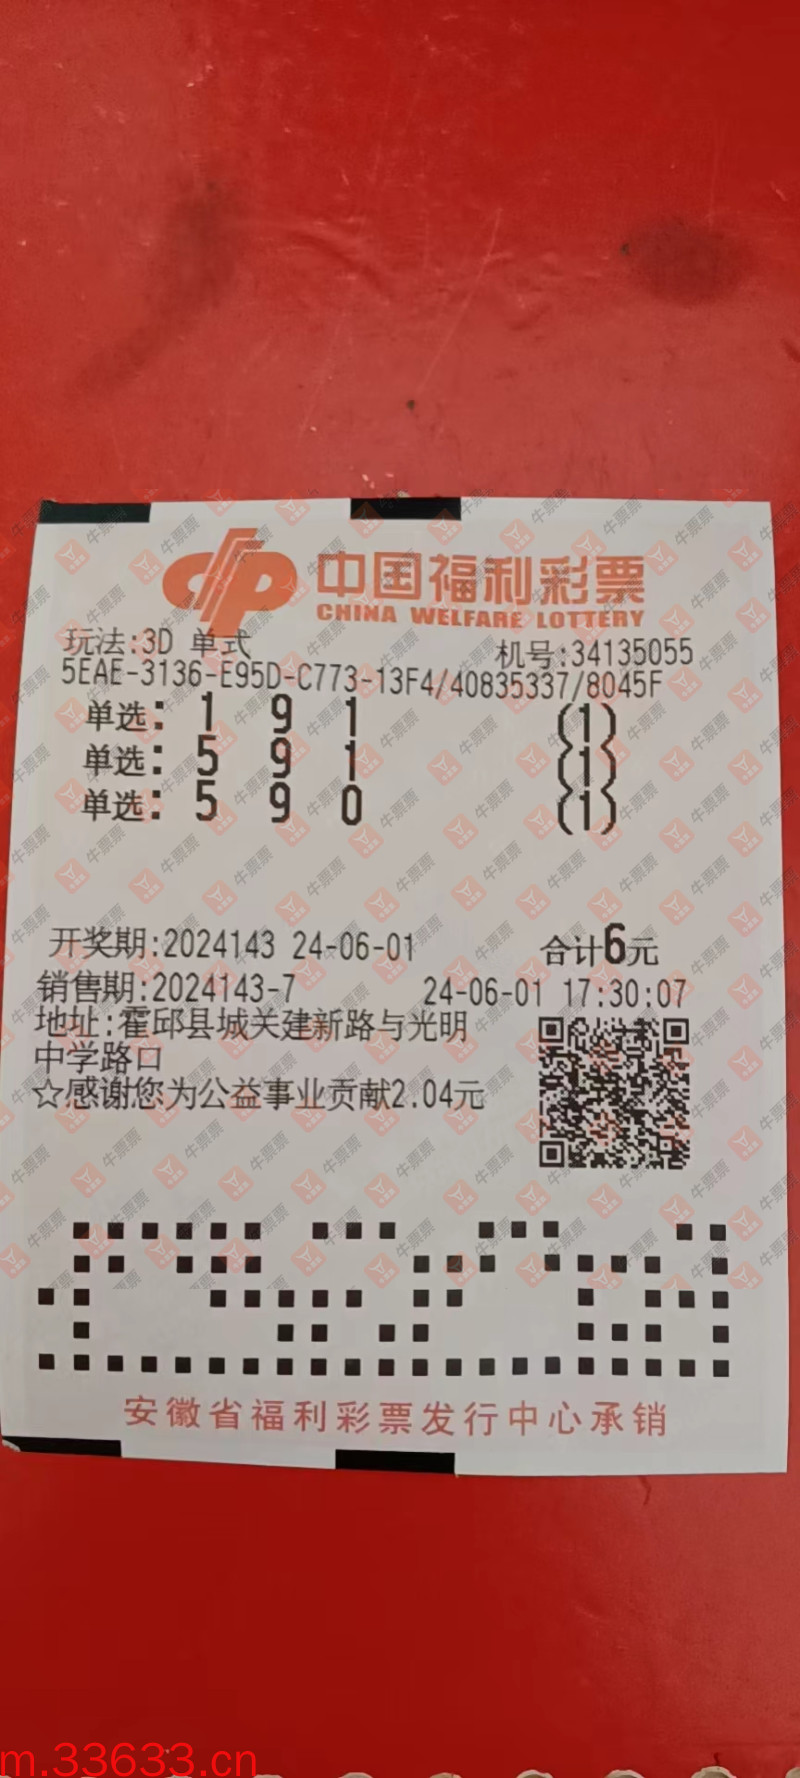 中国福利彩票
CHINA WELFARE LOTTERY
玩法:3D 单式 机号:34135055
5EAE-3136-E95D-C773-13F4/40835337/8045F
单选: 1 9 1 (1)
单选: 5 9 1 (1)
单选: 5 9 0 (1)
开奖期:2024143 24-06-01 合计6元
销售期:2024143-7 24-06-01 17:30:07
地址:霍邱县城关建新路与光明
中学路口
☆感谢您为公益事业贡献2.04元
安徽省福利彩票发行中心承销
牛票票
m.33633.cn